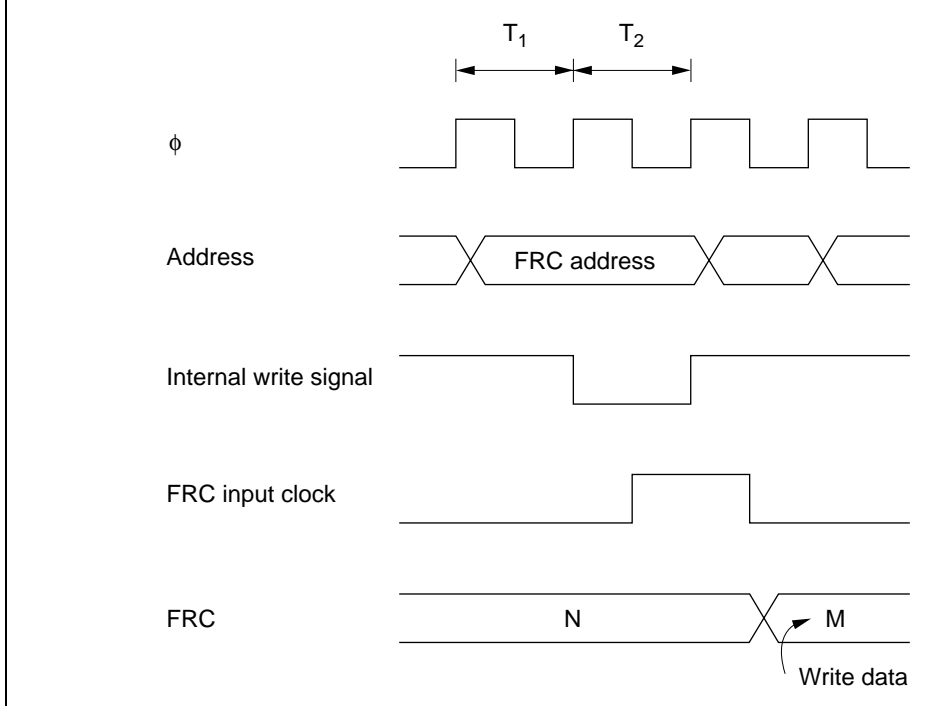 T1 T2
ϕ
Address FRC address
Internal write signal
FRC input clock
FRC N M
Write data